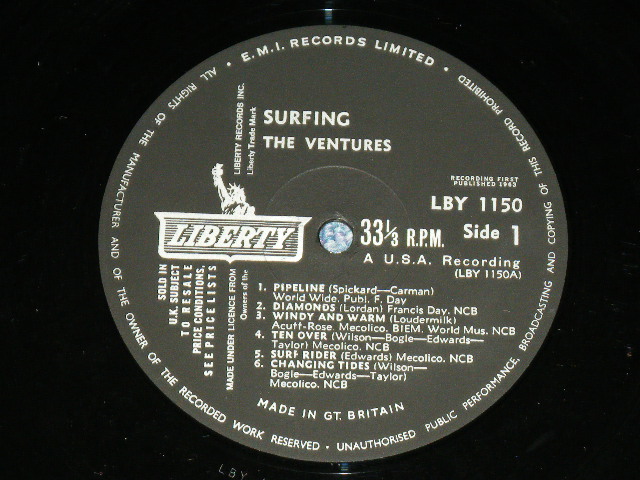 ALL RIGHTS OF THE MANUFACTURER AND OF THE OWNER OF THE RECORDED WORK RESERVED • UNAUTHORISED PUBLIC PERFORMANCE, BROADCASTING AND COPYING OF THIS RECORD PROHIBITED
• E.M.I. RECORDS LIMITED •
LIBERTY RECORDS INC.
Liberty Trade Mark
SURFING
THE VENTURES
RECORDING FIRST
PUBLISHED 1963
LBY 1150
LIBERTY
33⅓ R.P.M.
Side 1
A U.S.A. Recording
(LBY 1150A)
SOLD IN
U.K. SUBJECT
TO RESALE
PRICE CONDITIONS,
SEE PRICE LISTS
MADE UNDER LICENCE FROM
Owners of the
1. PIPELINE (Spickard—Carman)
World Wide. Publ. F. Day
2. DIAMONDS (Lordan) Francis Day. NCB
3. WINDY AND WARM (Loudermilk)
Acuff-Rose. Mecolico. BIEM. World Mus. NCB
4. TEN OVER (Wilson—Bogle—Edwards—
Taylor) Mecolico. NCB
5. SURF RIDER (Edwards) Mecolico. NCB
6. CHANGING TIDES (Wilson—
Bogle—Edwards—Taylor)
Mecolico. NCB
MADE IN GT. BRITAIN
LBY